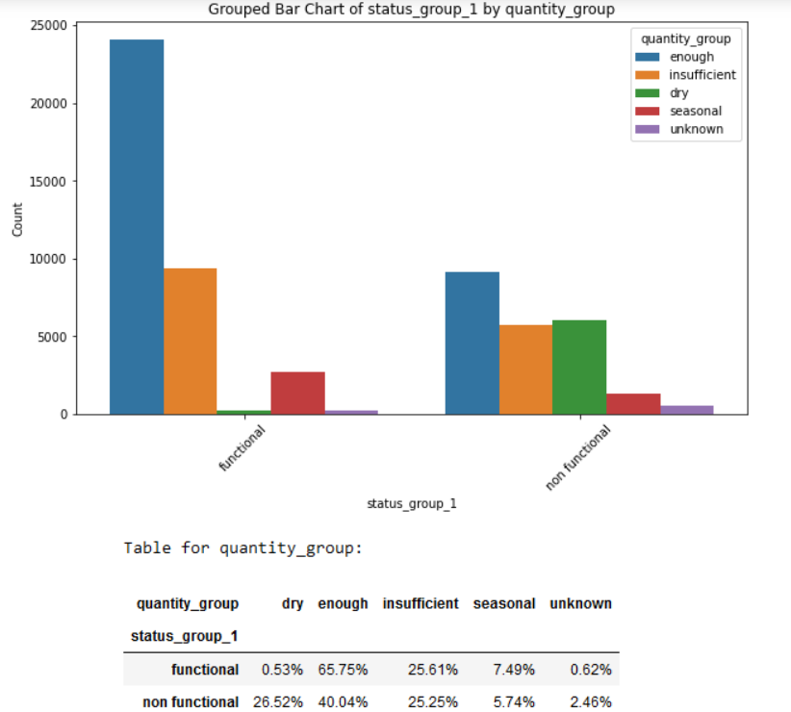 Grouped Bar Chart of status_group_1 by quantity_group
25000
20000
15000
10000
5000
0
Count
quantity_group
enough
insufficient
dry
seasonal
unknown
functional
non functional
status_group_1
Table for quantity_group:
quantity_group dry enough insufficient seasonal unknown
status_group_1
functional 0.53% 65.75% 25.61% 7.49% 0.62%
non functional 26.52% 40.04% 25.25% 5.74% 2.46%